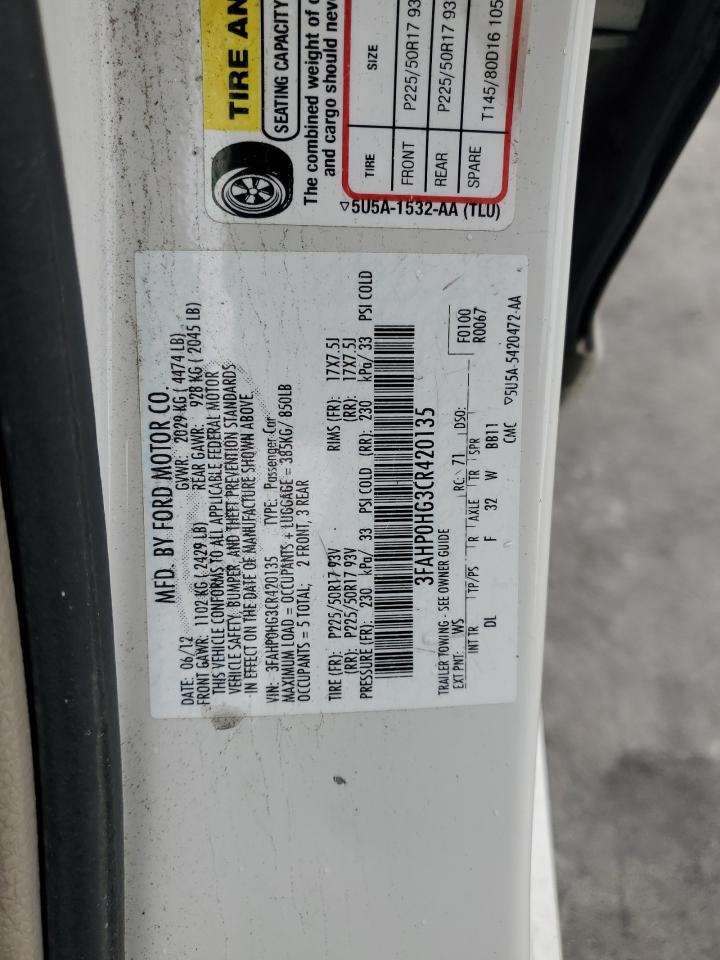 TIRE AN
SEATING CAPACITY
The combined weight of
and cargo should neve
TIRE SIZE
FRONT P225/50R17 93
REAR P225/50R17 93
SPARE T145/80D16 105
▽5U5A-1532-AA (TLU)
MFD. BY FORD MOTOR CO.
DATE: 06/12 GVWR: 2029 KG ( 4474 LB)
FRONT GAWR: 1102 KG ( 2429 LB) REAR GAWR: 928 KG ( 2045 LB)
THIS VEHICLE CONFORMS TO ALL APPLICABLE FEDERAL MOTOR
VEHICLE SAFETY, BUMPER, AND THEFT PREVENTION STANDARDS
IN EFFECT ON THE DATE OF MANUFACTURE SHOWN ABOVE.
VIN: 3FAHP0HG3CR420135 TYPE: Passenger Car
MAXIMUM LOAD = OCCUPANTS + LUGGAGE = 385KG/ 850LB
OCCUPANTS = 5 TOTAL; 2 FRONT, 3 REAR
TIRE (FR): P225/50R17 93V RIMS (FR): 17X7.5J
(RR): P225/50R17 93V (RR): 17X7.5J
PRESSURE (FR): 230 kPa/ 33 PSI COLD (RR): 230 kPa/ 33 PSI COLD
3FAHP0HG3CR420135
TRAILER TOWING - SEE OWNER GUIDE
F0100
R0067
EXT PNT: WS RC: 71 DSO:
INT TR TP/PS R AXLE TR SPR
DL F 32 W BB11
CMC ▽5U5A-5420472-AA